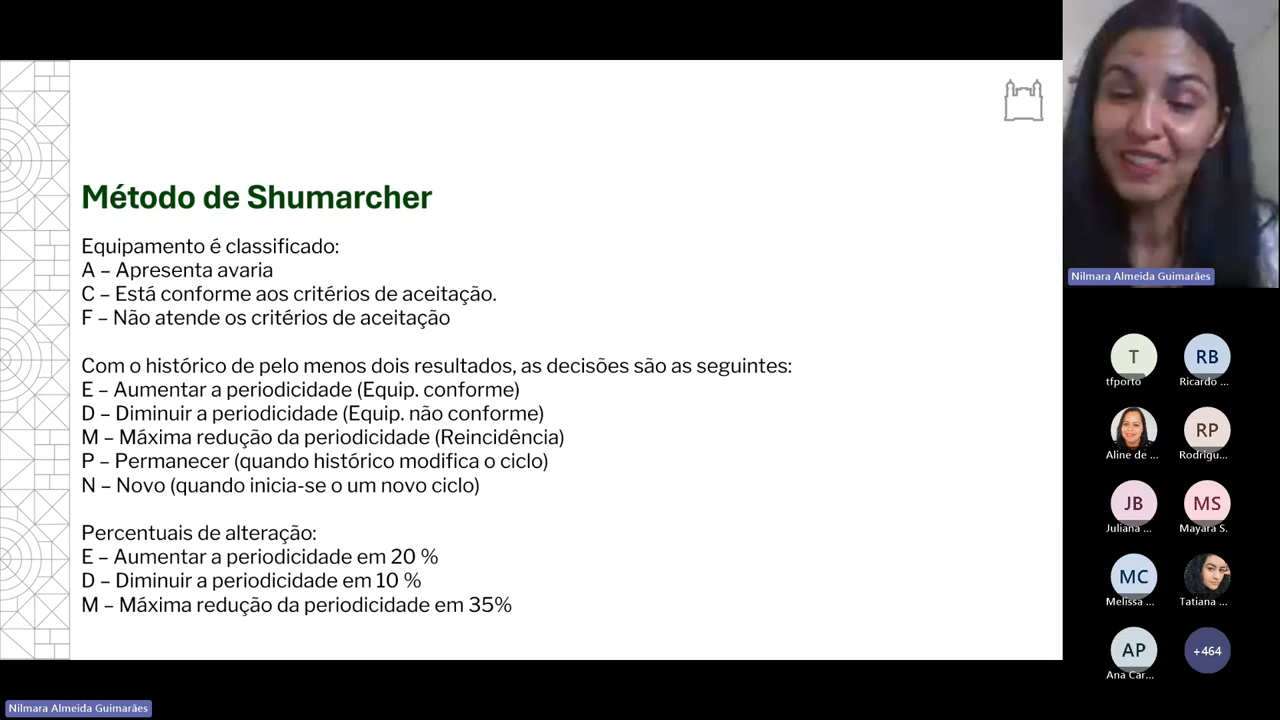 Método de Shumarcher
Equipamento é classificado:
A – Apresenta avaria
C – Está conforme aos critérios de aceitação.
F – Não atende os critérios de aceitação
Com o histórico de pelo menos dois resultados, as decisões são as seguintes:
E – Aumentar a periodicidade (Equip. conforme)
D – Diminuir a periodicidade (Equip. não conforme)
M – Máxima redução da periodicidade (Reincidência)
P – Permanecer (quando histórico modifica o ciclo)
N – Novo (quando inicia-se o um novo ciclo)
Percentuais de alteração:
E – Aumentar a periodicidade em 20 %
D – Diminuir a periodicidade em 10 %
M – Máxima redução da periodicidade em 35%
Nilmara Almeida Guimarães
T
tfporto
RB
Ricardo ...
Aline de ...
RP
Rodrigu...
JB
Juliana ...
MS
Mayara S.
MC
Melissa ...
Tatiana ...
AP
Ana Car...
+464
Nilmara Almeida Guimarães